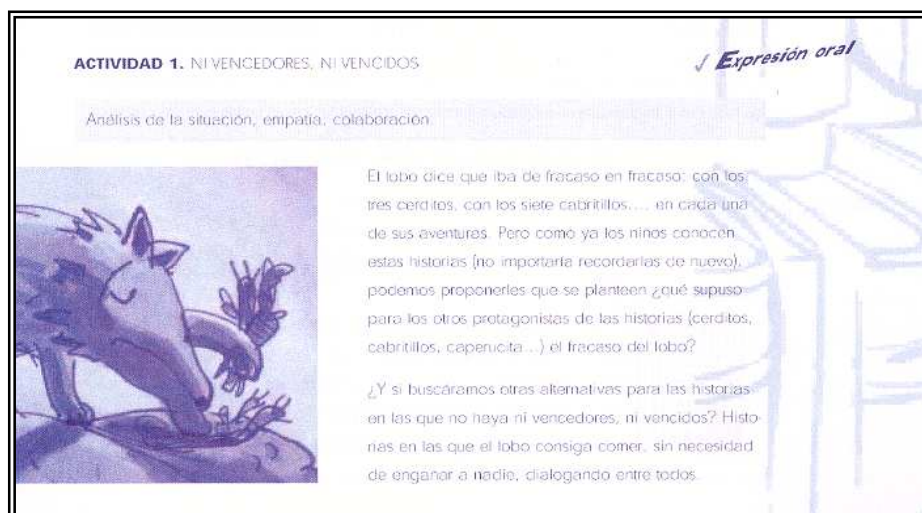 ACTIVIDAD 1. NI VENCEDORES, NI VENCIDOS
✓ Expresión oral
Análisis de la situación, empatía, colaboración
El lobo dice que iba de fracaso en fracaso: con los
tres cerditos, con los siete cabritillos.... en cada una
de sus aventuras. Pero como ya los niños conocen
estas historias (no importaría recordarlas de nuevo),
podemos proponerles que se planteen ¿qué supuso
para los otros protagonistas de las historias (cerditos,
cabritillos, caperucita...) el fracaso del lobo?
¿Y si buscáramos otras alternativas para las historias
en las que no haya ni vencedores, ni vencidos? Histo-
rias en las que el lobo consiga comer, sin necesidad
de engañar a nadie, dialogando entre todos.